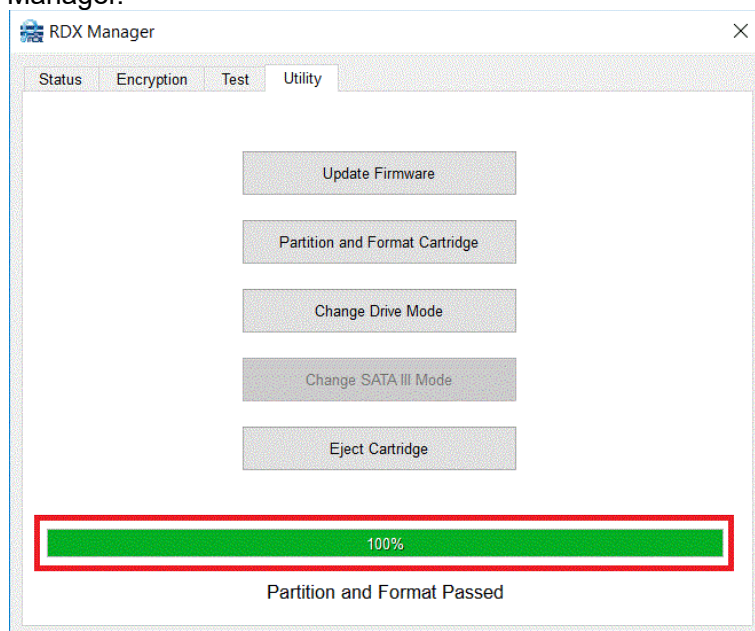 Manager.
RDX Manager
Status Encryption Test Utility
Update Firmware
Partition and Format Cartridge
Change Drive Mode
Change SATA III Mode
Eject Cartridge
100%
Partition and Format Passed